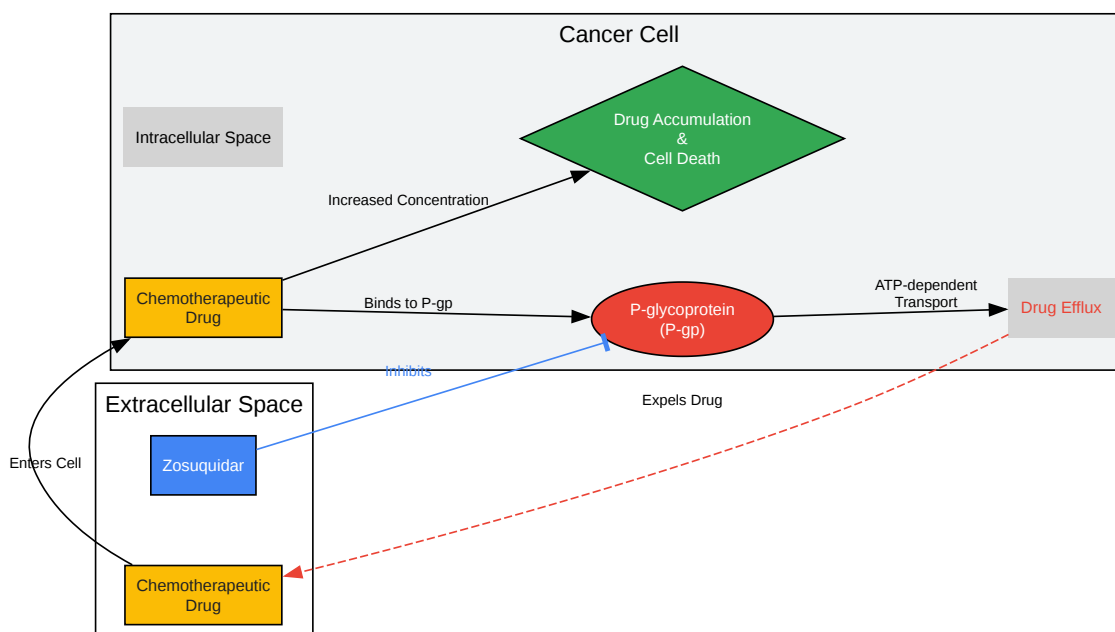 Cancer Cell
Intracellular Space
Drug Accumulation
&
Cell Death
Increased Concentration
Chemotherapeutic
Drug
Binds to P-gp
P-glycoprotein
(P-gp)
ATP-dependent
Transport
Drug Efflux
Inhibits
Expels Drug
Extracellular Space
Enters Cell
Zosuquidar
Chemotherapeutic
Drug